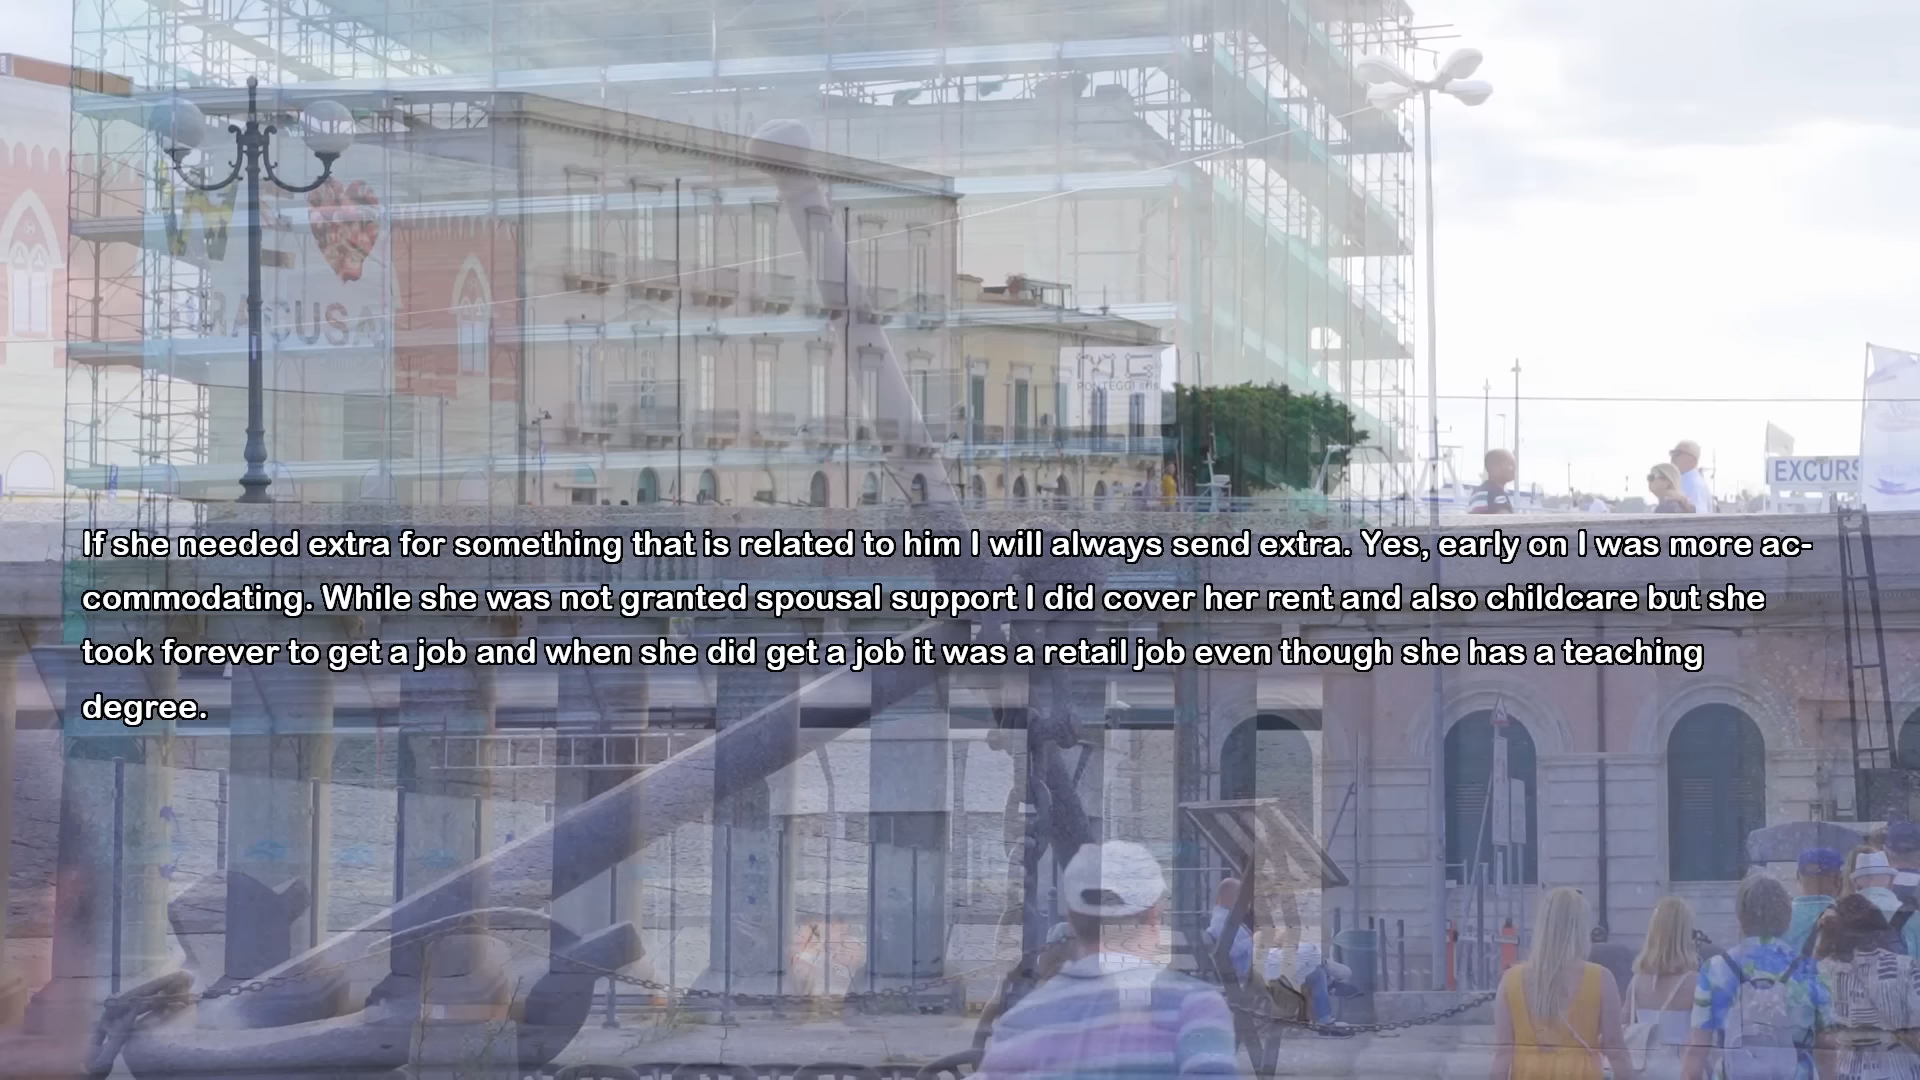 RACUSA
PONTEGGI
EXCURS
If she needed extra for something that is related to him I will always send extra. Yes, early on I was more ac-
commodating. While she was not granted spousal support I did cover her rent and also childcare but she
took forever to get a job and when she did get a job it was a retail job even though she has a teaching
degree.